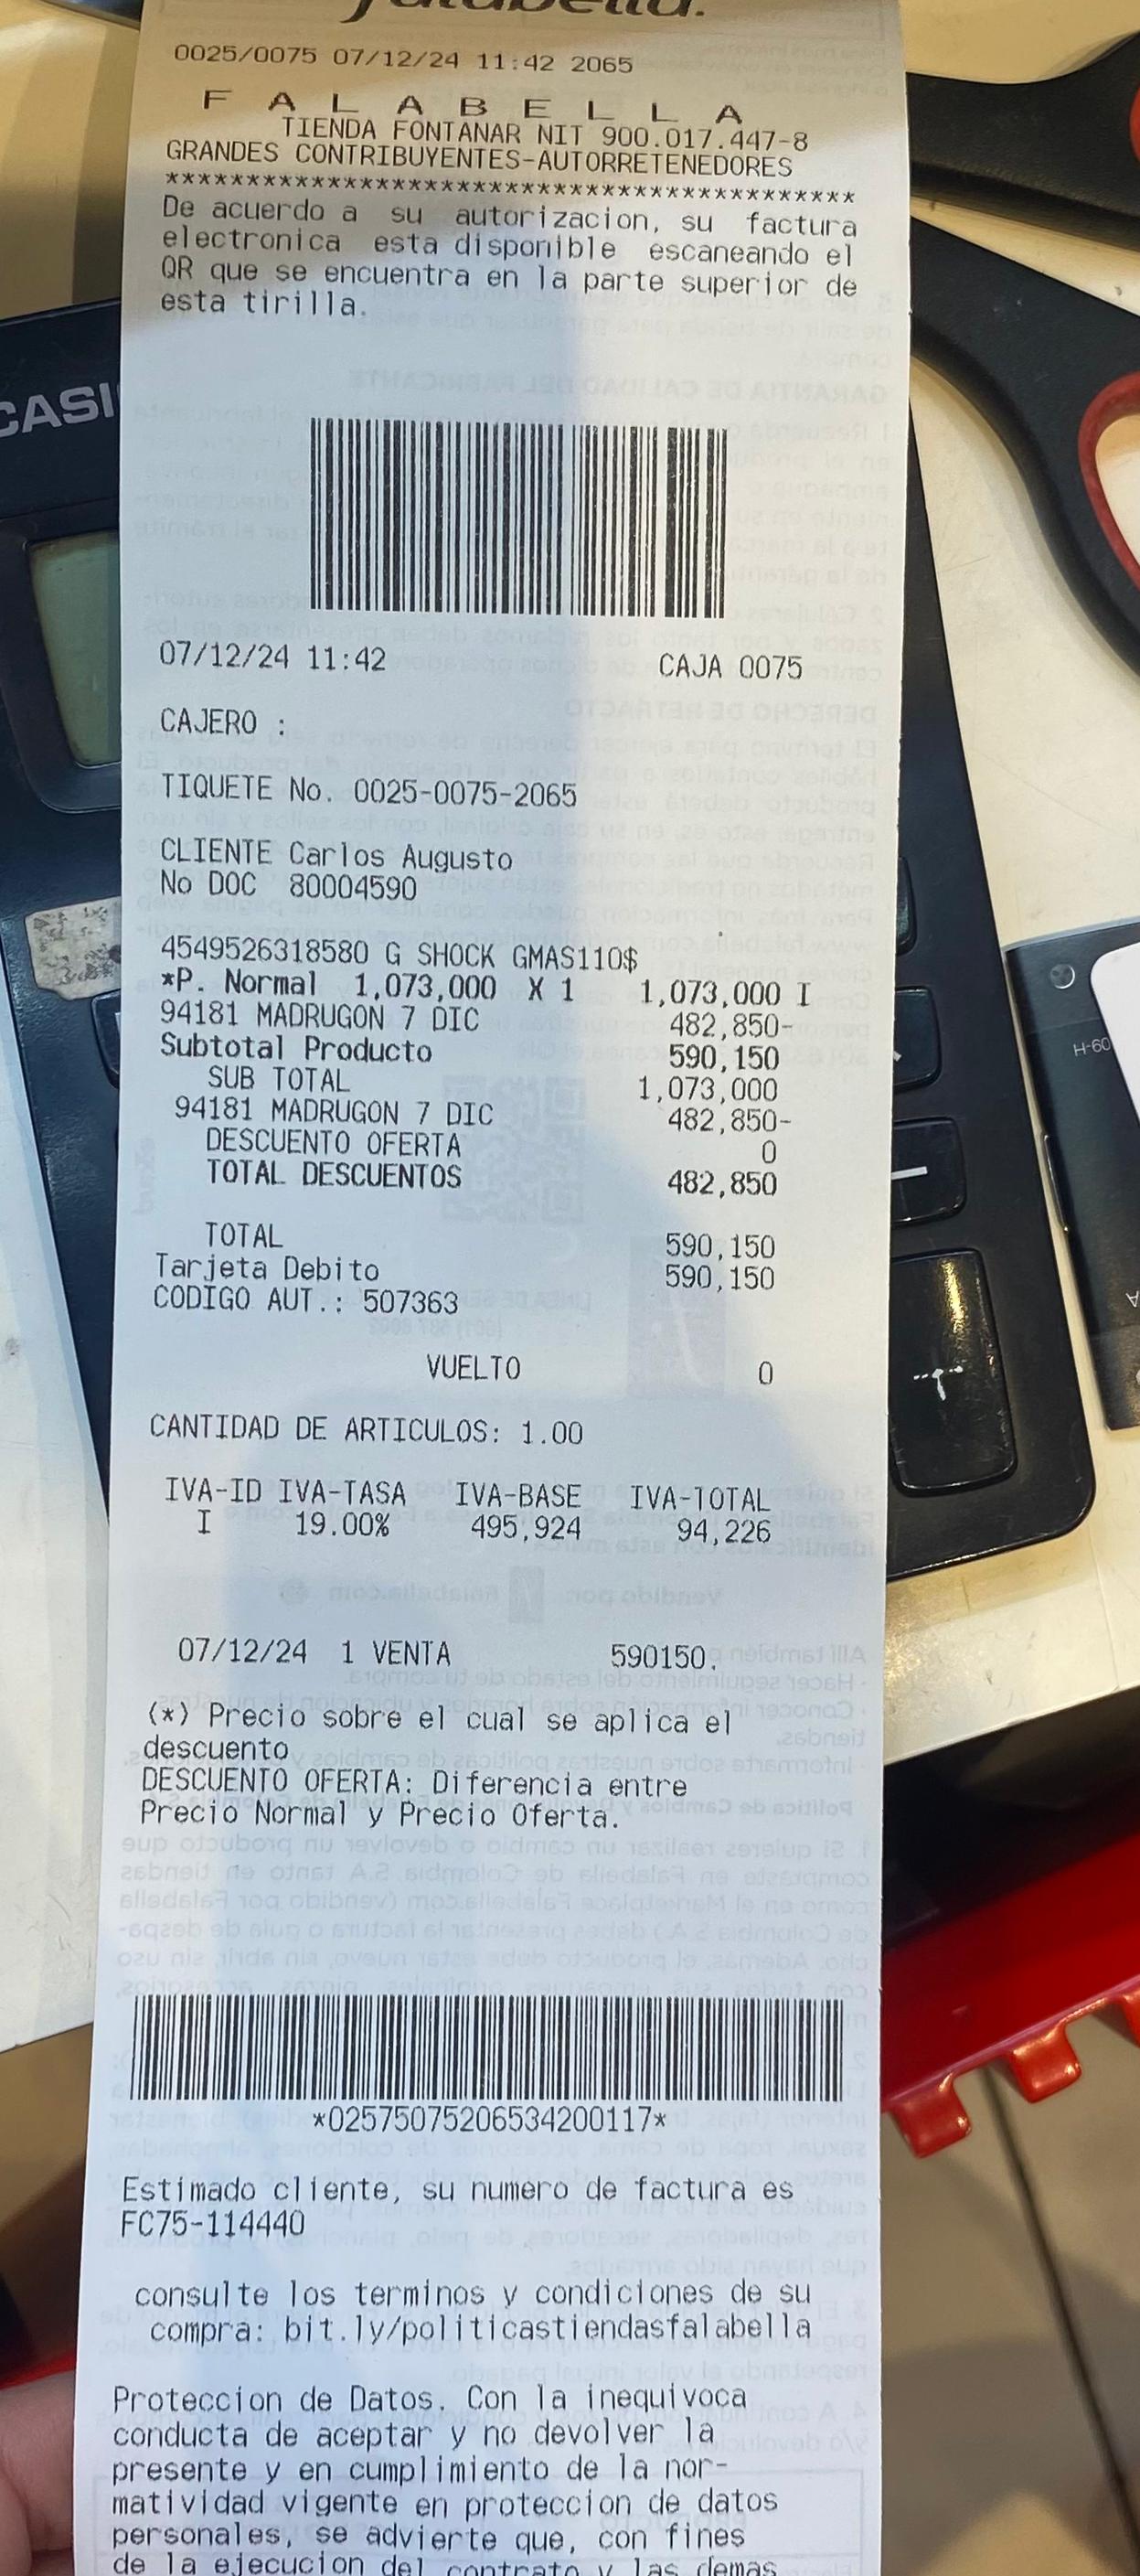 falabella.
0025/0075 07/12/24 11:42 2065
F A L A B E L L A
TIENDA FONTANAR NIT 900.017.447-8
GRANDES CONTRIBUYENTES-AUTORRETENEDORES
*******************************************
De acuerdo a su autorizacion, su factura
electronica esta disponible escaneando el
QR que se encuentra en la parte superior de
esta tirilla.
CASI
07/12/24 11:42 CAJA 0075
CAJERO :
TIQUETE No. 0025-0075-2065
CLIENTE Carlos Augusto
No DOC 80004590
4549526318580 G SHOCK GMAS110$
*P. Normal 1,073,000 X 1 1,073,000 I
94181 MADRUGON 7 DIC 482,850-
Subtotal Producto 590,150
SUB TOTAL 1,073,000
94181 MADRUGON 7 DIC 482,850-
DESCUENTO OFERTA 0
TOTAL DESCUENTOS 482,850
TOTAL 590,150
Tarjeta Debito 590,150
CODIGO AUT.: 507363
VUELTO 0
CANTIDAD DE ARTICULOS: 1.00
IVA-ID IVA-TASA IVA-BASE IVA-TOTAL
I 19.00% 495,924 94,226
07/12/24 1 VENTA 590150.
(*) Precio sobre el cual se aplica el
descuento
DESCUENTO OFERTA: Diferencia entre
Precio Normal y Precio Oferta.
*02575075206534200117*
Estimado cliente, su numero de factura es
FC75-114440
consulte los terminos y condiciones de su
compra: bit.ly/politicastiendasfalabella
Proteccion de Datos. Con la inequivoca
conducta de aceptar y no devolver la
presente y en cumplimiento de la nor-
matividad vigente en proteccion de datos
personales, se advierte que, con fines
de la ejecucion del contrato y las demas
H-60